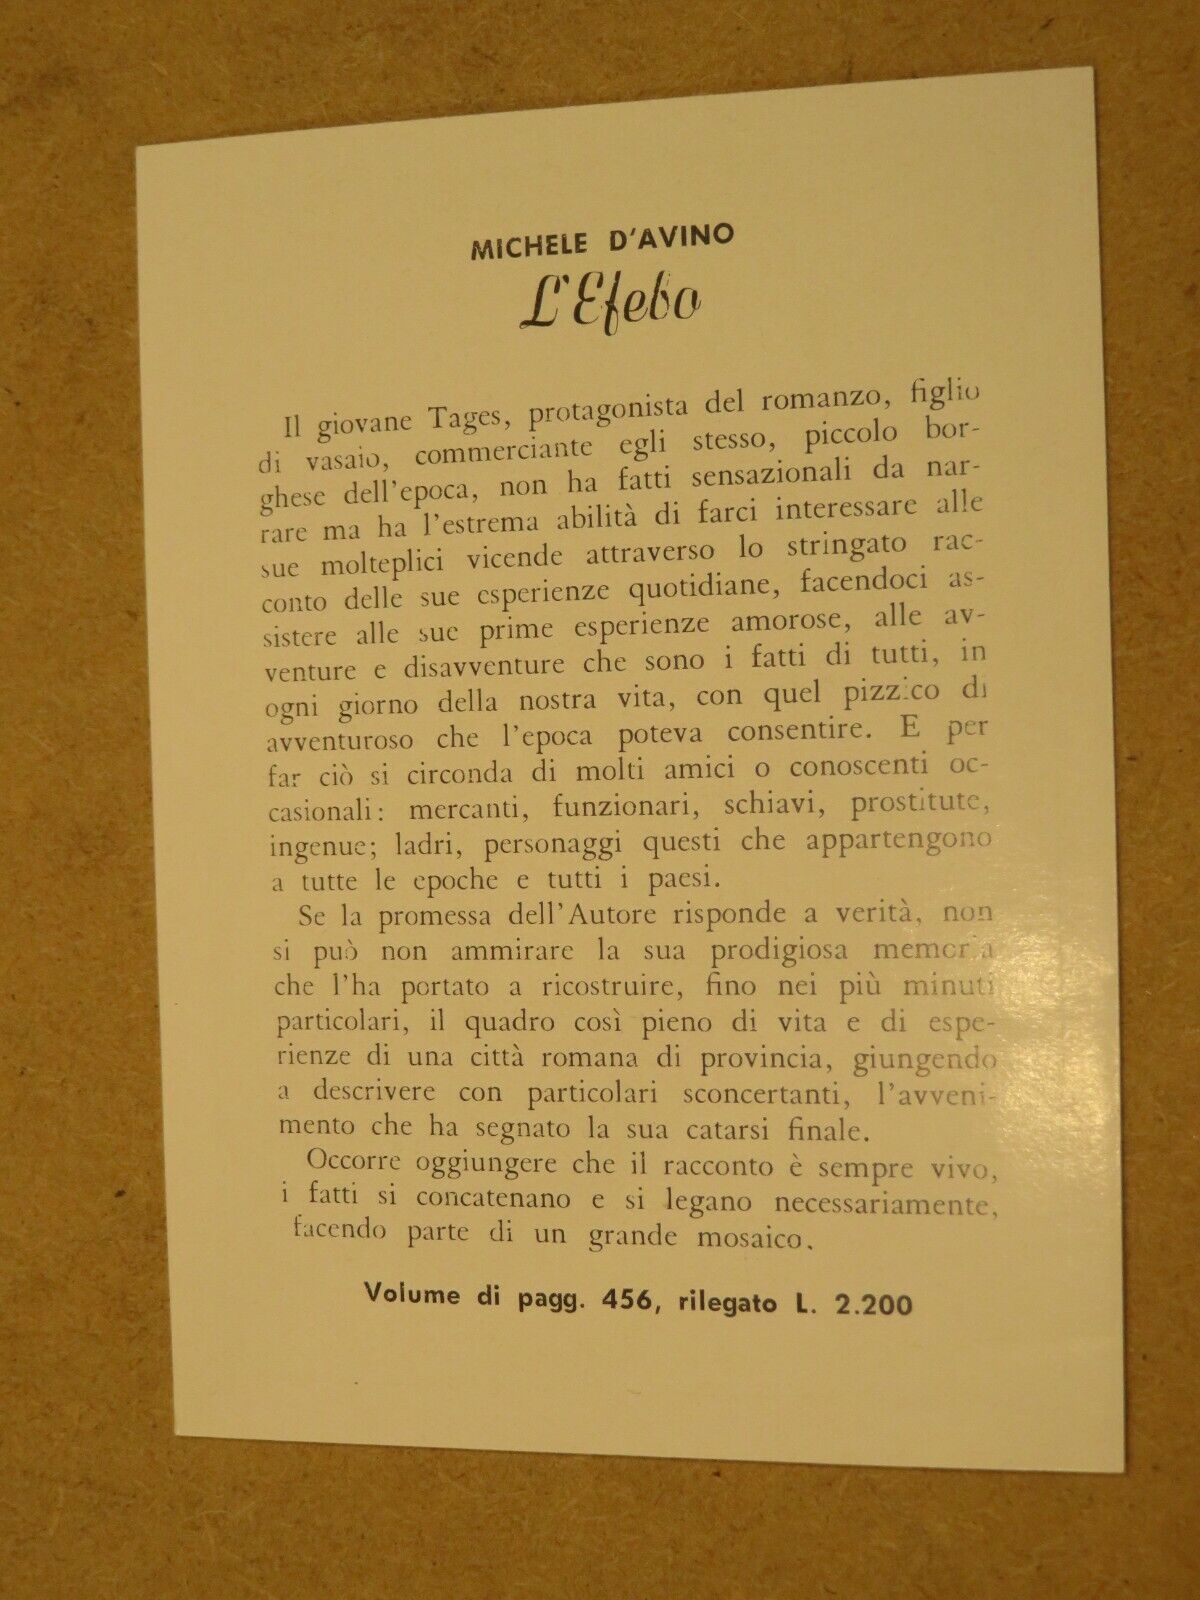 MICHELE D'AVINO
L'Efebo
Il giovane Tages, protagonista del romanzo, figlio
di vasaio, commerciante egli stesso, piccolo bor-
ghese dell'epoca, non ha fatti sensazionali da nar-
rare ma ha l'estrema abilità di farci interessare alle
sue molteplici vicende attraverso lo stringato rac-
conto delle sue esperienze quotidiane, facendoci as-
sistere alle sue prime esperienze amorose, alle av-
venture e disavventure che sono i fatti di tutti, in
ogni giorno della nostra vita, con quel pizzico di
avventuroso che l'epoca poteva consentire. E per
far ciò si circonda di molti amici o conoscenti oc-
casionali: mercanti, funzionari, schiavi, prostitute,
ingenue; ladri, personaggi questi che appartengono
a tutte le epoche e tutti i paesi.
Se la promessa dell'Autore risponde a verità, non
si può non ammirare la sua prodigiosa memoria
che l'ha portato a ricostruire, fino nei più minuti
particolari, il quadro così pieno di vita e di espe-
rienze di una città romana di provincia, giungendo
a descrivere con particolari sconcertanti, l'avveni-
mento che ha segnato la sua catarsi finale.
Occorre oggiungere che il racconto è sempre vivo,
i fatti si concatenano e si legano necessariamente,
facendo parte di un grande mosaico.
Volume di pagg. 456, rilegato L. 2.200